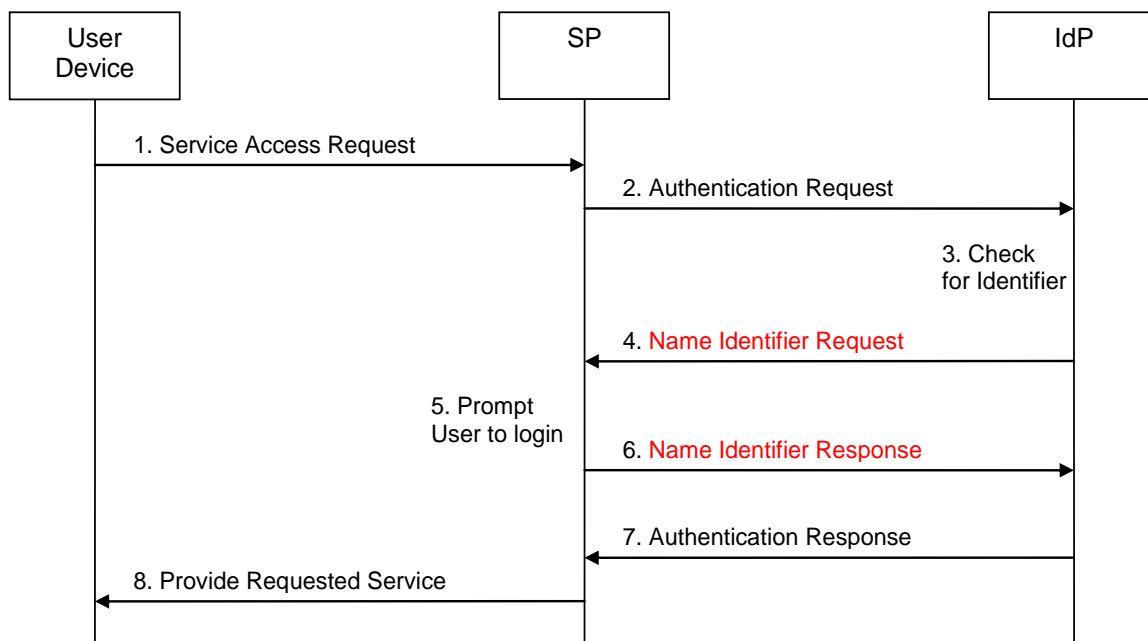 User
Device
SP
IdP
1. Service Access Request
2. Authentication Request
3. Check
for Identifier
4. Name Identifier Request
5. Prompt
User to login
6. Name Identifier Response
7. Authentication Response
8. Provide Requested Service